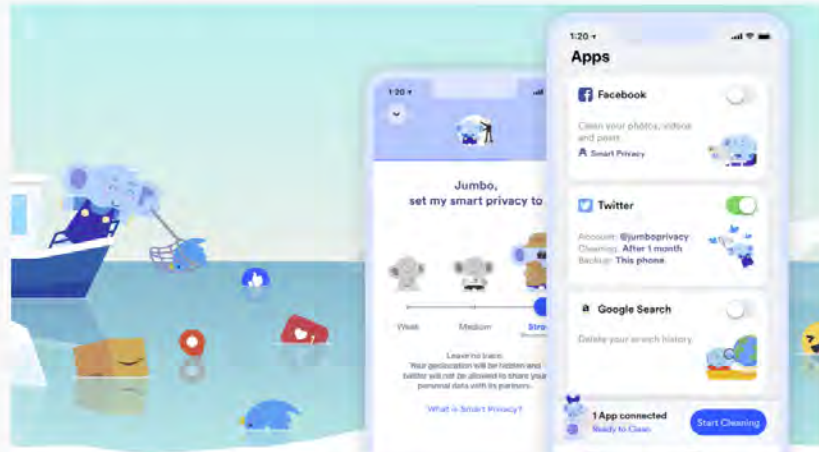 1:20
Jumbo,
set my smart privacy to
Weak Medium Stro
Leave no trace.
Your geolocation will be hidden and
twitter will not be allowed to share your
personal data with its partners.
What is Smart Privacy?
1:20
Apps
Facebook
Clean your photos, videos
and posts
Smart Privacy
Twitter
Account: @jumboprivacy
Cleaning: After 1 month
Backup: This phone
a Google Search
Delete your search history
1 App connected
Ready to Clean
Start Cleaning